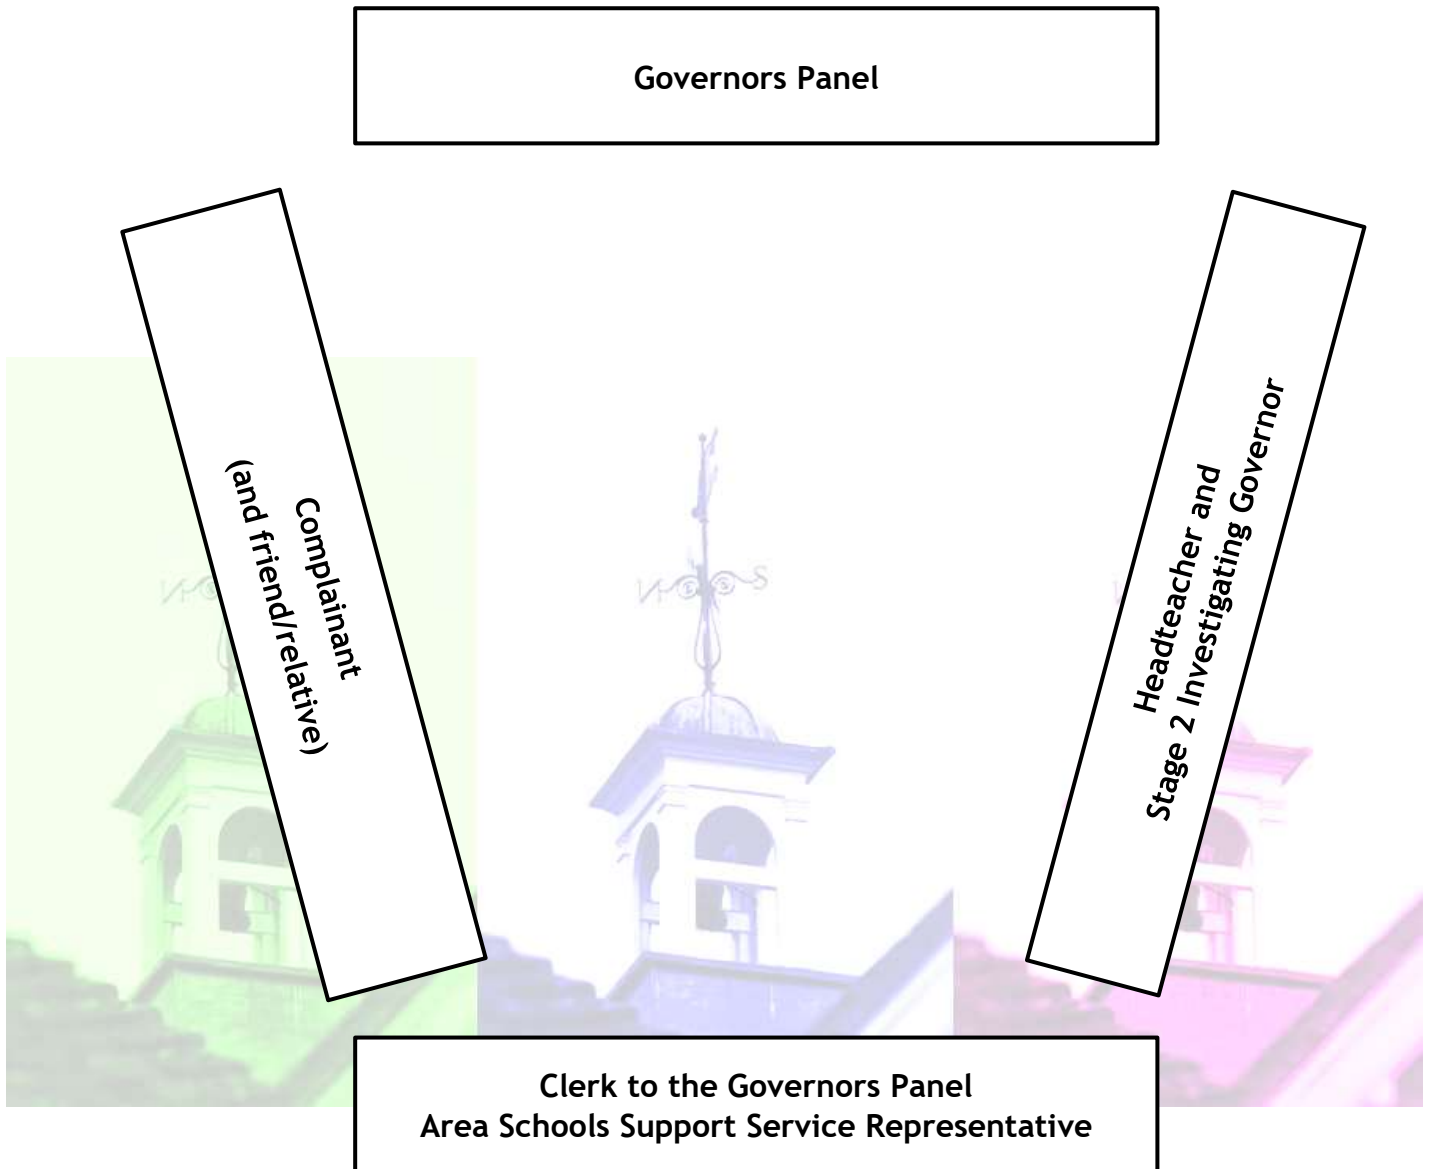 Governors Panel
Complainant
(and friend/relative)
Headteacher and
Stage 2 Investigating Governor
S
Clerk to the Governors Panel
Area Schools Support Service Representative